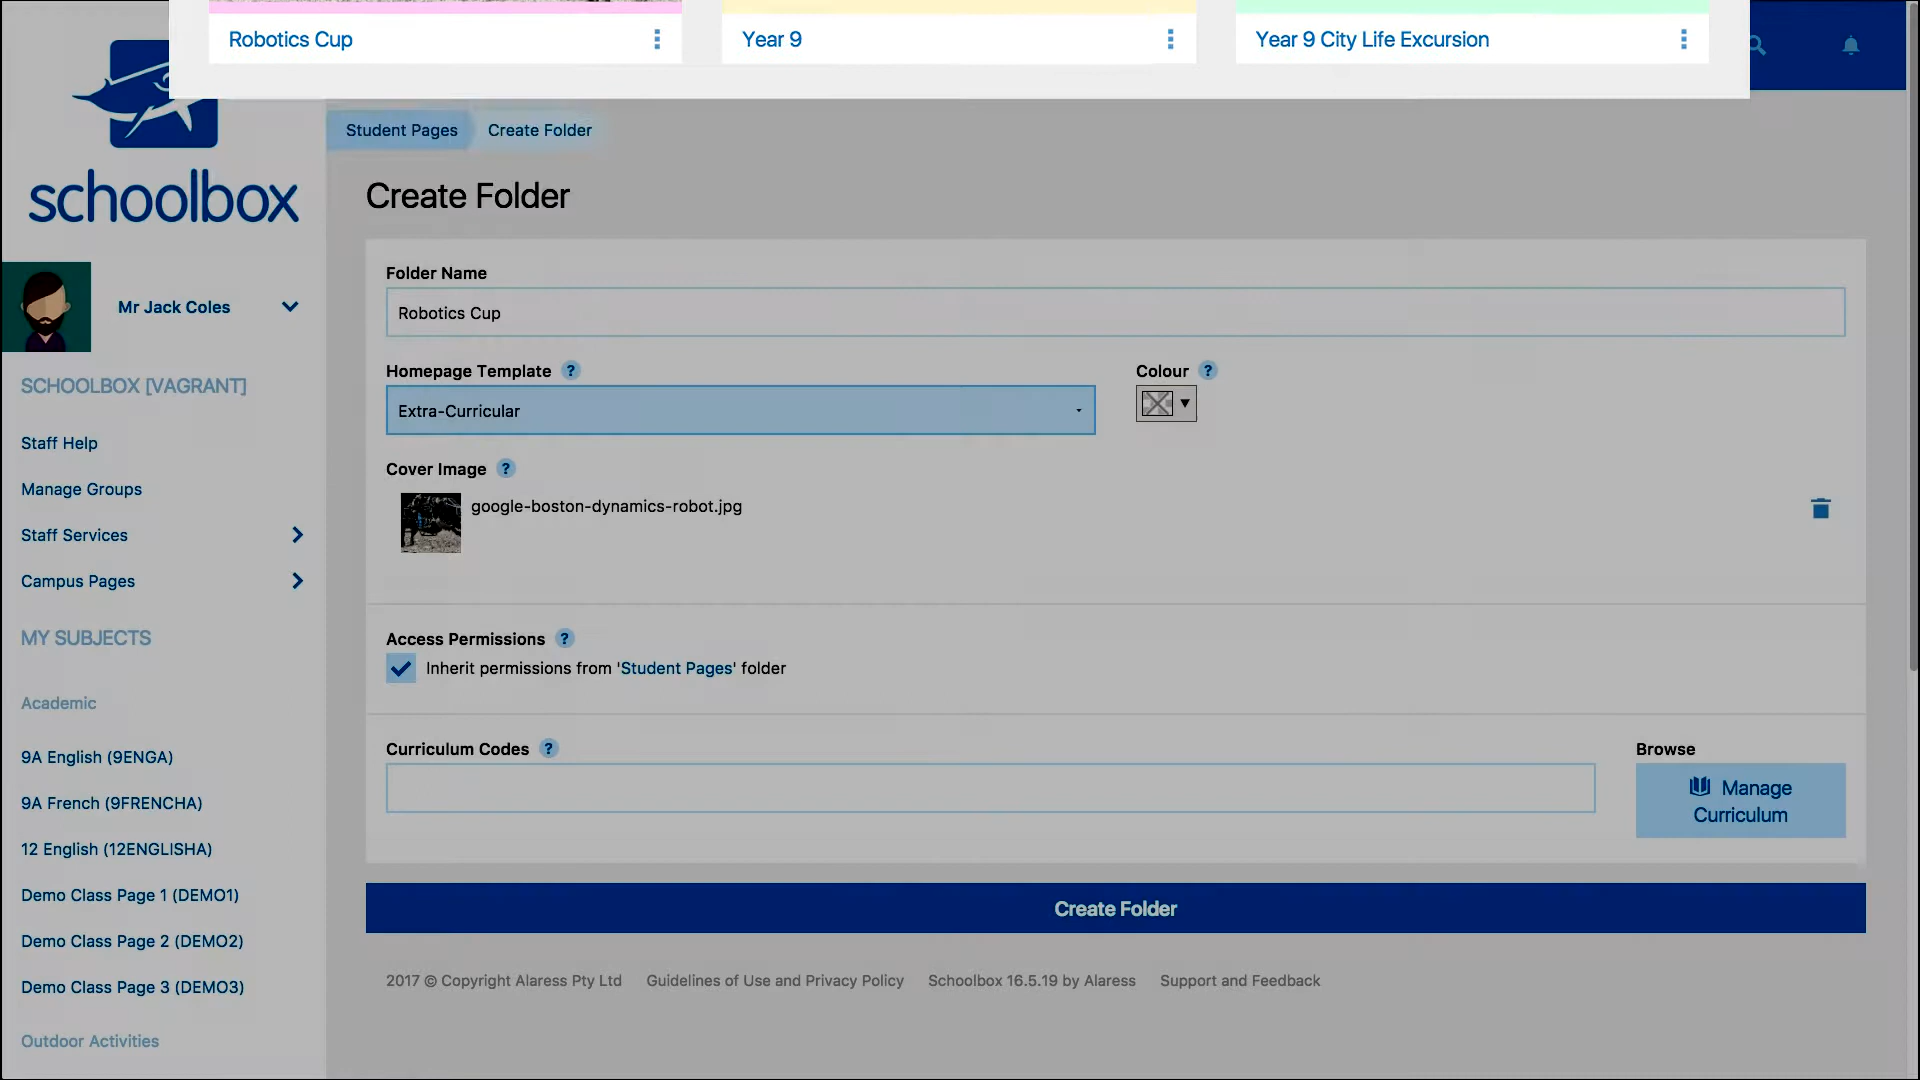 Robotics Cup
Year 9
Year 9 City Life Excursion
schoolbox
Mr Jack Coles
SCHOOLBOX [VAGRANT]
Staff Help
Manage Groups
Staff Services
Campus Pages
MY SUBJECTS
Academic
9A English (9ENGA)
9A French (9FRENCHA)
12 English (12ENGLISHA)
Demo Class Page 1 (DEMO1)
Demo Class Page 2 (DEMO2)
Demo Class Page 3 (DEMO3)
Outdoor Activities
Student Pages
Create Folder
Create Folder
Folder Name
Robotics Cup
Homepage Template ?
Colour ?
Extra-Curricular
Cover Image ?
google-boston-dynamics-robot.jpg
Access Permissions ?
Inherit permissions from 'Student Pages' folder
Curriculum Codes ?
Browse
Manage
Curriculum
Create Folder
2017 © Copyright Alaress Pty Ltd Guidelines of Use and Privacy Policy Schoolbox 16.5.19 by Alaress Support and Feedback